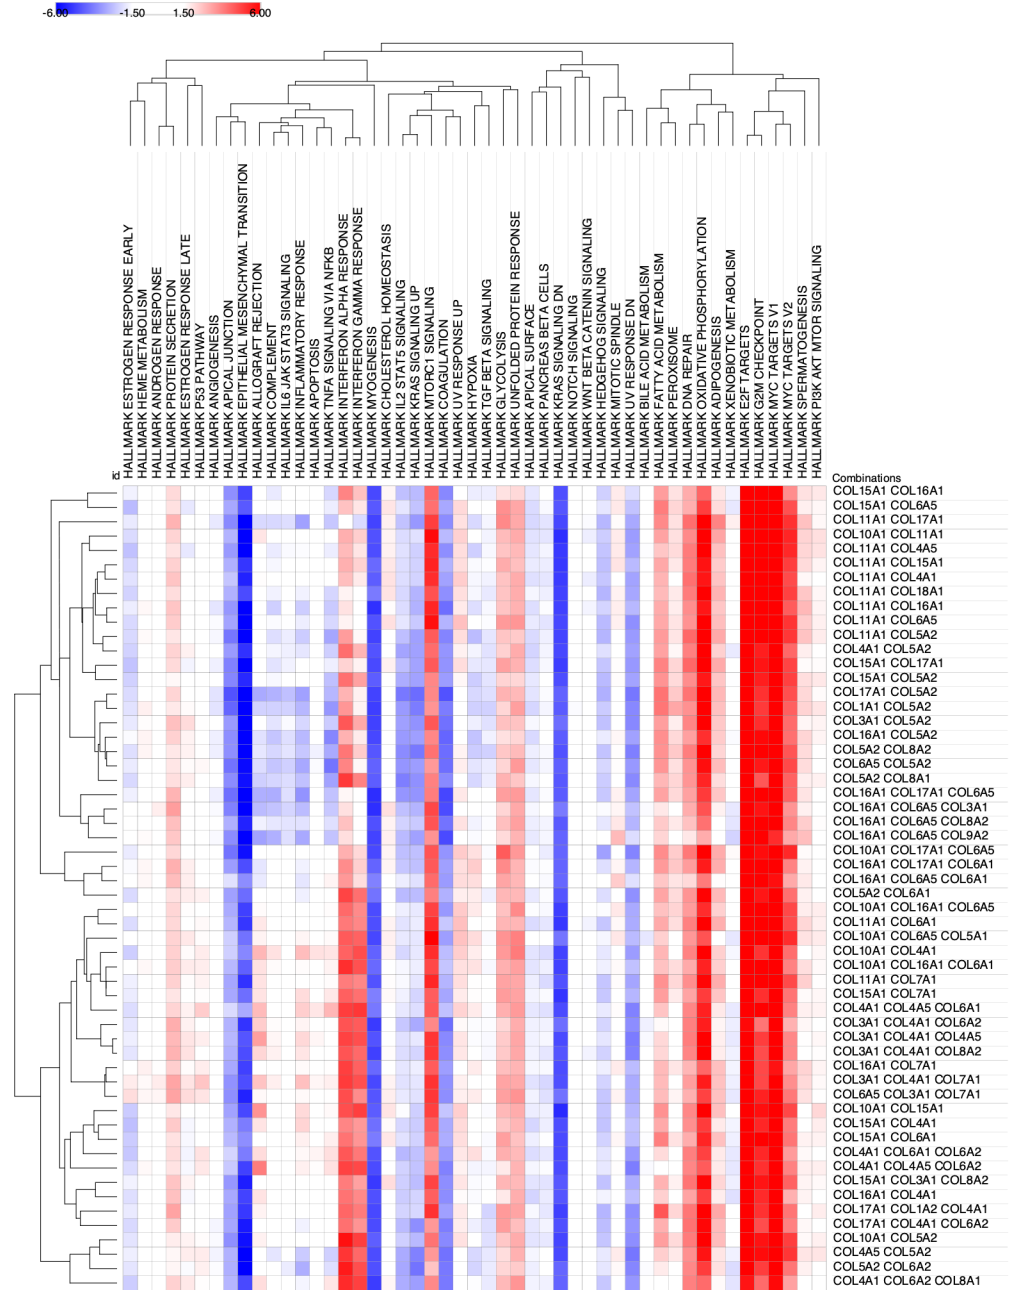 -6.00 -1.50 1.50 6.00
HALLMARK ESTROGEN RESPONSE EARLY
HALLMARK HEME METABOLISM
HALLMARK ANDROGEN RESPONSE
HALLMARK PROTEIN SECRETION
HALLMARK ESTROGEN RESPONSE LATE
HALLMARK P53 PATHWAY
HALLMARK ANGIOGENESIS
HALLMARK APICAL JUNCTION
HALLMARK EPITHELIAL MESENCHYMAL TRANSITION
HALLMARK ALLOGRAFT REJECTION
HALLMARK COMPLEMENT
HALLMARK IL6 JAK STAT3 SIGNALING
HALLMARK INFLAMMATORY RESPONSE
HALLMARK APOPTOSIS
HALLMARK TNFA SIGNALING VIA NFKB
HALLMARK INTERFERON ALPHA RESPONSE
HALLMARK INTERFERON GAMMA RESPONSE
HALLMARK MYOGENESIS
HALLMARK CHOLESTEROL HOMEOSTASIS
HALLMARK IL2 STAT5 SIGNALING
HALLMARK KRAS SIGNALING UP
HALLMARK MTORC1 SIGNALING
HALLMARK COAGULATION
HALLMARK UV RESPONSE UP
HALLMARK HYPOXIA
HALLMARK TGF BETA SIGNALING
HALLMARK GLYCOLYSIS
HALLMARK UNFOLDED PROTEIN RESPONSE
HALLMARK APICAL SURFACE
HALLMARK PANCREAS BETA CELLS
HALLMARK KRAS SIGNALING DN
HALLMARK NOTCH SIGNALING
HALLMARK WNT BETA CATENIN SIGNALING
HALLMARK HEDGEHOG SIGNALING
HALLMARK MITOTIC SPINDLE
HALLMARK UV RESPONSE DN
HALLMARK BILE ACID METABOLISM
HALLMARK FATTY ACID METABOLISM
HALLMARK PEROXISOME
HALLMARK DNA REPAIR
HALLMARK OXIDATIVE PHOSPHORYLATION
HALLMARK ADIPOGENESIS
HALLMARK XENOBIOTIC METABOLISM
HALLMARK E2F TARGETS
HALLMARK G2M CHECKPOINT
HALLMARK MYC TARGETS V1
HALLMARK MYC TARGETS V2
HALLMARK SPERMATOGENESIS
HALLMARK PI3K AKT MTOR SIGNALING
id Combinations
COL15A1 COL16A1
COL15A1 COL6A5
COL11A1 COL17A1
COL10A1 COL11A1
COL11A1 COL4A5
COL11A1 COL15A1
COL11A1 COL4A1
COL11A1 COL18A1
COL11A1 COL16A1
COL11A1 COL6A5
COL11A1 COL5A2
COL4A1 COL5A2
COL15A1 COL17A1
COL15A1 COL5A2
COL17A1 COL5A2
COL1A1 COL5A2
COL3A1 COL5A2
COL16A1 COL5A2
COL5A2 COL8A2
COL6A5 COL5A2
COL5A2 COL8A1
COL16A1 COL17A1 COL6A5
COL16A1 COL6A5 COL3A1
COL16A1 COL6A5 COL8A2
COL16A1 COL6A5 COL9A2
COL10A1 COL17A1 COL6A5
COL16A1 COL17A1 COL6A1
COL16A1 COL6A5 COL6A1
COL5A2 COL6A1
COL10A1 COL16A1 COL6A5
COL11A1 COL6A1
COL10A1 COL6A5 COL5A1
COL10A1 COL4A1
COL10A1 COL16A1 COL6A1
COL11A1 COL7A1
COL15A1 COL7A1
COL4A1 COL4A5 COL6A1
COL3A1 COL4A1 COL6A2
COL3A1 COL4A1 COL4A5
COL3A1 COL4A1 COL8A2
COL16A1 COL7A1
COL3A1 COL4A1 COL7A1
COL6A5 COL3A1 COL7A1
COL10A1 COL15A1
COL15A1 COL4A1
COL15A1 COL6A1
COL4A1 COL6A1 COL6A2
COL4A1 COL4A5 COL6A2
COL15A1 COL3A1 COL8A2
COL16A1 COL4A1
COL17A1 COL1A2 COL4A1
COL17A1 COL4A1 COL6A2
COL10A1 COL5A2
COL4A5 COL5A2
COL5A2 COL6A2
COL4A1 COL6A2 COL8A1